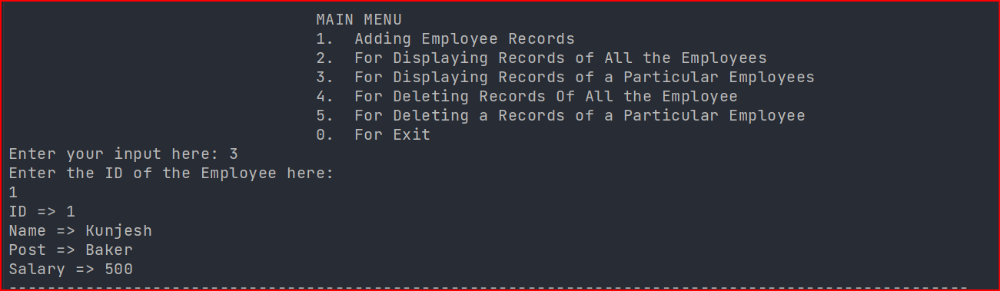 MAIN MENU
1.  Adding Employee Records
2.  For Displaying Records of All the Employees
3.  For Displaying Records of a Particular Employees
4.  For Deleting Records Of All the Employee
5.  For Deleting a Records of a Particular Employee
0.  For Exit
Enter your input here: 3
Enter the ID of the Employee here:
1
ID => 1
Name => Kunjesh
Post => Baker
Salary => 500
----------------------------------------------------------------------------------------------------